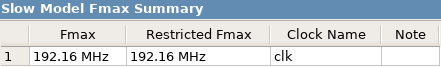 Slow Model Fmax Summary
Fmax Restricted Fmax Clock Name Note
1 192.16 MHz 192.16 MHz clk